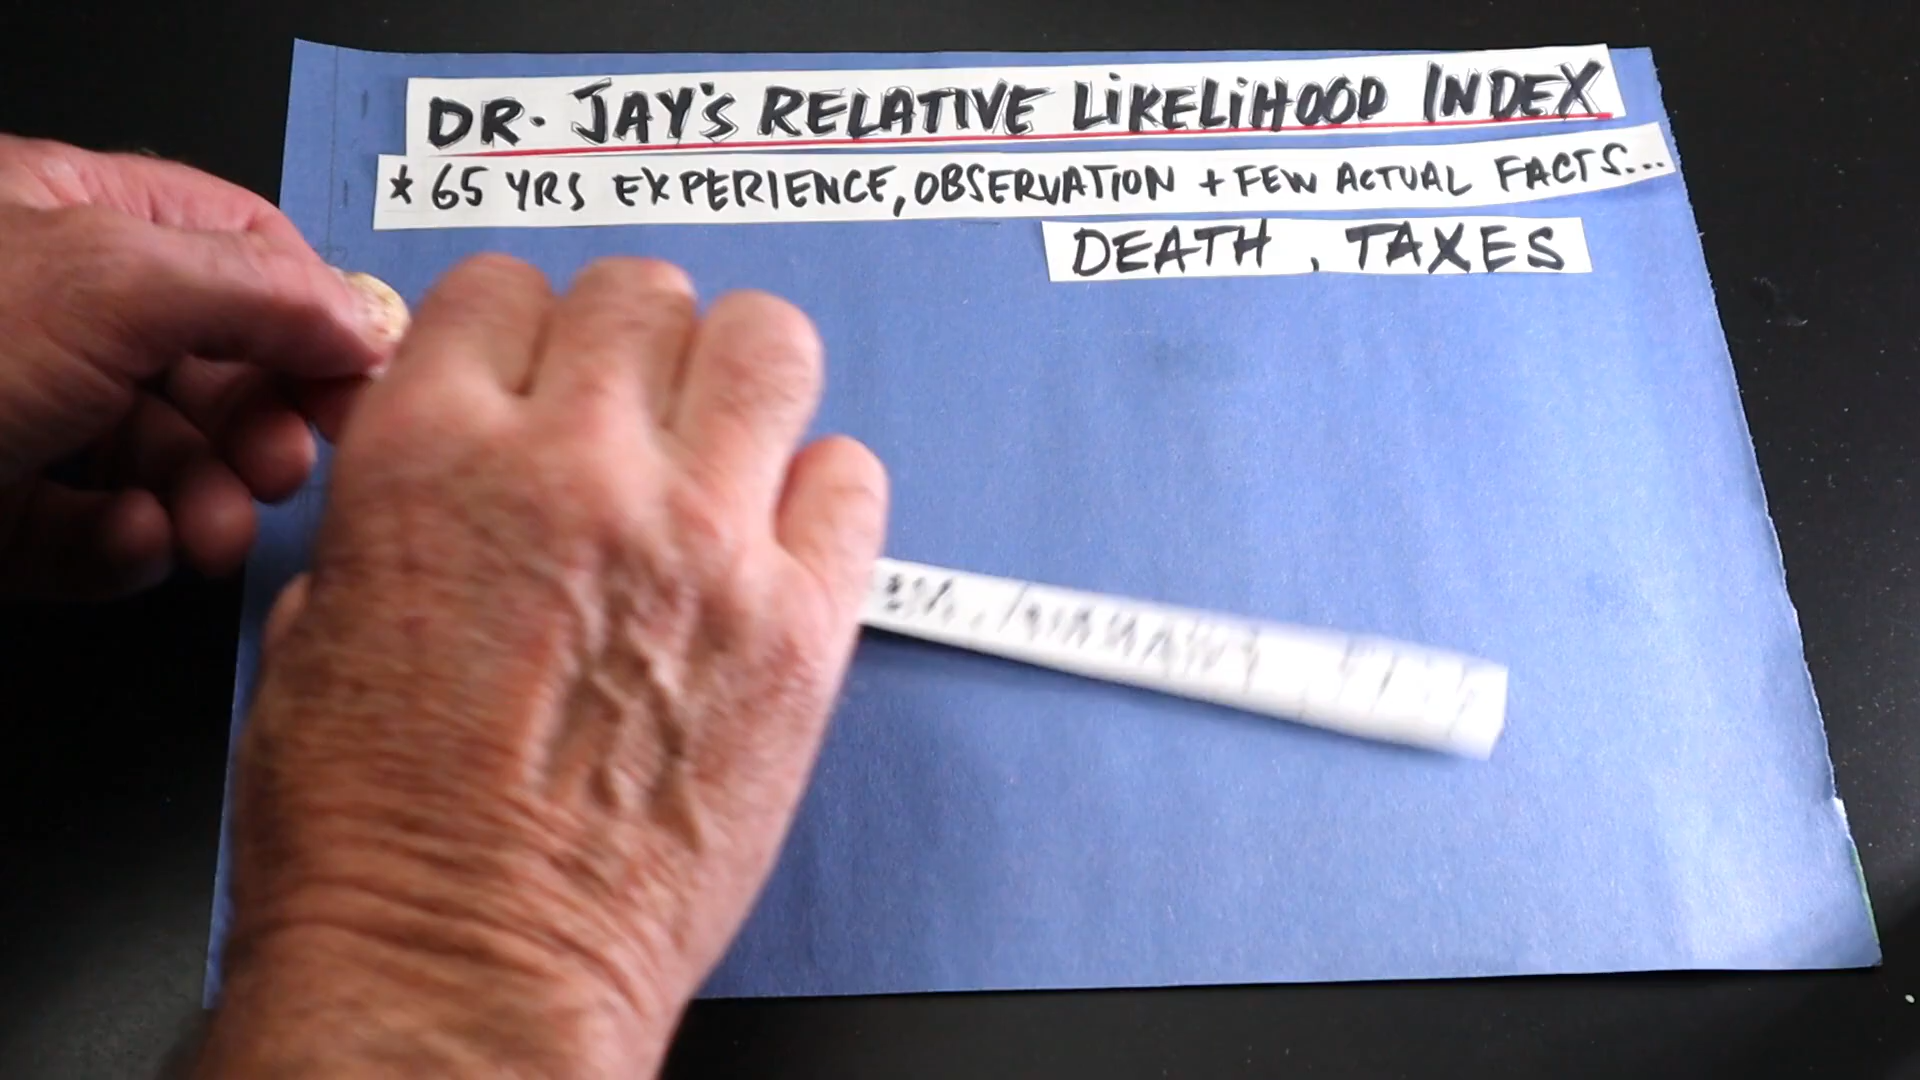 DR. JAY'S RELATIVE LiKELiHOOD INDEX
* 65 YRS EXPERIENCE, OBSERVATION + FEW ACTUAL FACTS...
DEATH, TAXES